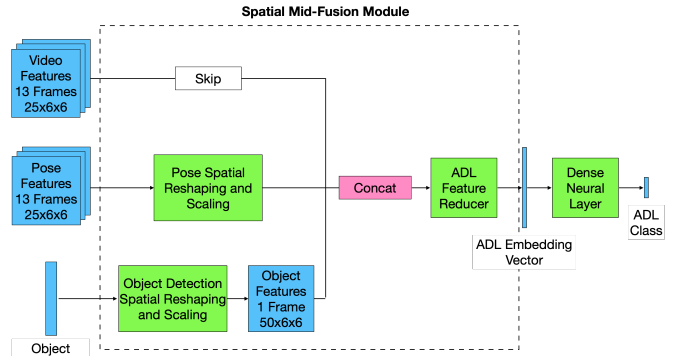 Spatial Mid-Fusion Module
Video
Features
13 Frames
25x6x6
Skip
Pose
Features
13 Frames
25x6x6
Pose Spatial
Reshaping and
Scaling
Concat
ADL
Feature
Reducer
Dense
Neural
Layer
ADL
Class
ADL Embedding
Vector
Object Detection
Spatial Reshaping
and Scaling
Object
Features
1 Frame
50x6x6
Object